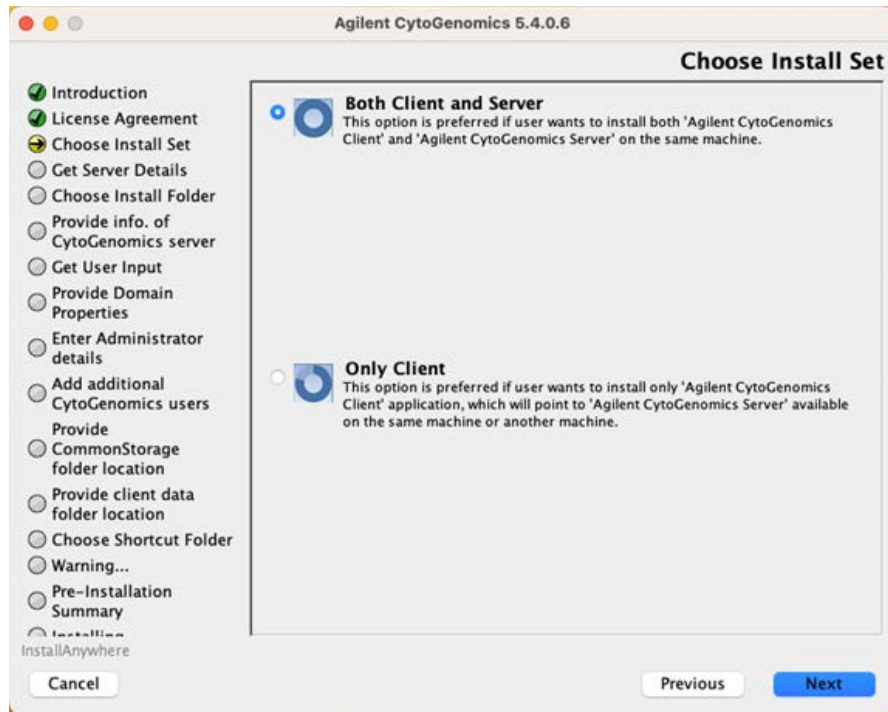 Agilent CytoGenomics 5.4.0.6
Choose Install Set
Introduction
License Agreement
Choose Install Set
Get Server Details
Choose Install Folder
Provide info. of
CytoGenomics server
Get User Input
Provide Domain
Properties
Enter Administrator
details
Add additional
CytoGenomics users
Provide
CommonStorage
folder location
Provide client data
folder location
Choose Shortcut Folder
Warning...
Pre-Installation
Summary
Installing
Both Client and Server
This option is preferred if user wants to install both 'Agilent CytoGenomics
Client' and 'Agilent CytoGenomics Server' on the same machine.
Only Client
This option is preferred if user wants to install only 'Agilent CytoGenomics
Client' application, which will point to 'Agilent CytoGenomics Server' available
on the same machine or another machine.
InstallAnywhere
Cancel
Previous
Next